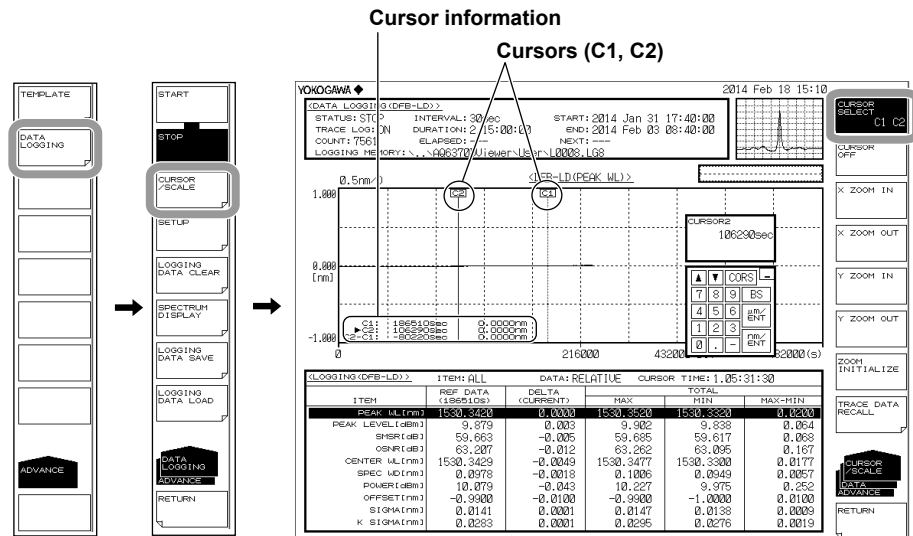 Cursor information
Cursors (C1, C2)
TEMPLATE
DATA
LOGGING
ADVANCE
START
STOP
CURSOR
/SCALE
SETUP
LOGGING
DATA CLEAR
SPECTRUM
DISPLAY
LOGGING
DATA SAVE
LOGGING
DATA LOAD
DATA
LOGGING
ADVANCE
RETURN
YOKOGAWA ◆ 2014 Feb 18 15:10
<DATA LOGGING(DFB-LD)>
STATUS: STOP INTERVAL: 30sec START: 2014 Jan 31 17:40:00
TRACE LOG: ON DURATION: 2.15:00:00 END: 2014 Feb 03 08:40:00
COUNT: 7561 ELAPSED: --- NEXT: ---
LOGGING MEMORY: \..\AQ6370Viewer\User\L0008.LG8
0.5nm/D <DFB-LD(PEAK WL)>
1.000 C2 C1
CURSOR2
106290sec
0.000
[nm]
▲ ▼ CORS -
7 8 9 BS
4 5 6 µm/ENT
1 2 3 nm/ENT
0 . -
C1: 186510sec 0.0000nm
▶C2: 106290sec 0.0000nm
C2-C1: -80220sec 0.0000nm
-1.000
0 216000 43200 82000(s)
<LOGGING(DFB-LD)> ITEM: ALL DATA: RELATIVE CURSOR TIME: 1.05:31:30
ITEM REF DATA (186510s) DELTA (CURRENT) TOTAL MAX MIN MAX-MIN
PEAK WL[nm] 1530.3420 0.0000 1530.3520 1530.3320 0.0200
PEAK LEVEL[dBm] 9.879 0.003 9.902 9.838 0.064
SMSR[dB] 59.663 -0.005 59.685 59.617 0.068
OSNR[dB] 63.207 -0.012 63.262 63.095 0.167
CENTER WL[nm] 1530.3429 -0.0049 1530.3477 1530.3300 0.0177
SPEC WD[nm] 0.0978 -0.0018 0.1006 0.0949 0.0057
POWER[dBm] 10.079 -0.043 10.227 9.975 0.252
OFFSET[nm] -0.9900 -0.0100 -0.9900 -1.0000 0.0100
SIGMA[nm] 0.0141 0.0001 0.0147 0.0138 0.0009
K SIGMA[nm] 0.0283 0.0001 0.0295 0.0276 0.0019
CURSOR
SELECT
C1 C2
CURSOR
OFF
X ZOOM IN
X ZOOM OUT
Y ZOOM IN
Y ZOOM OUT
ZOOM
INITIALIZE
TRACE DATA
RECALL
CURSOR
/SCALE
DATA
ADVANCE
RETURN